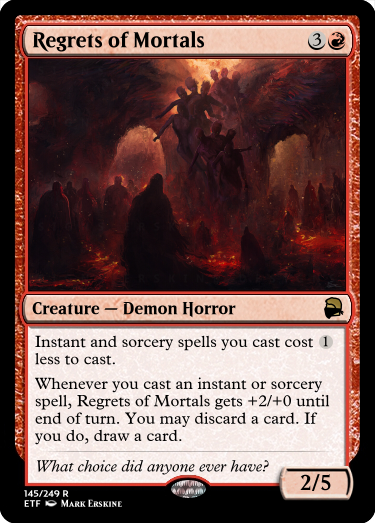 Regrets of Mortals 3
Creature — Demon Horror
Instant and sorcery spells you cast cost 1
less to cast.
Whenever you cast an instant or sorcery
spell, Regrets of Mortals gets +2/+0 until
end of turn. You may discard a card. If
you do, draw a card.
What choice did anyone ever have?
2/5
145/249 R
ETF Mark Erskine